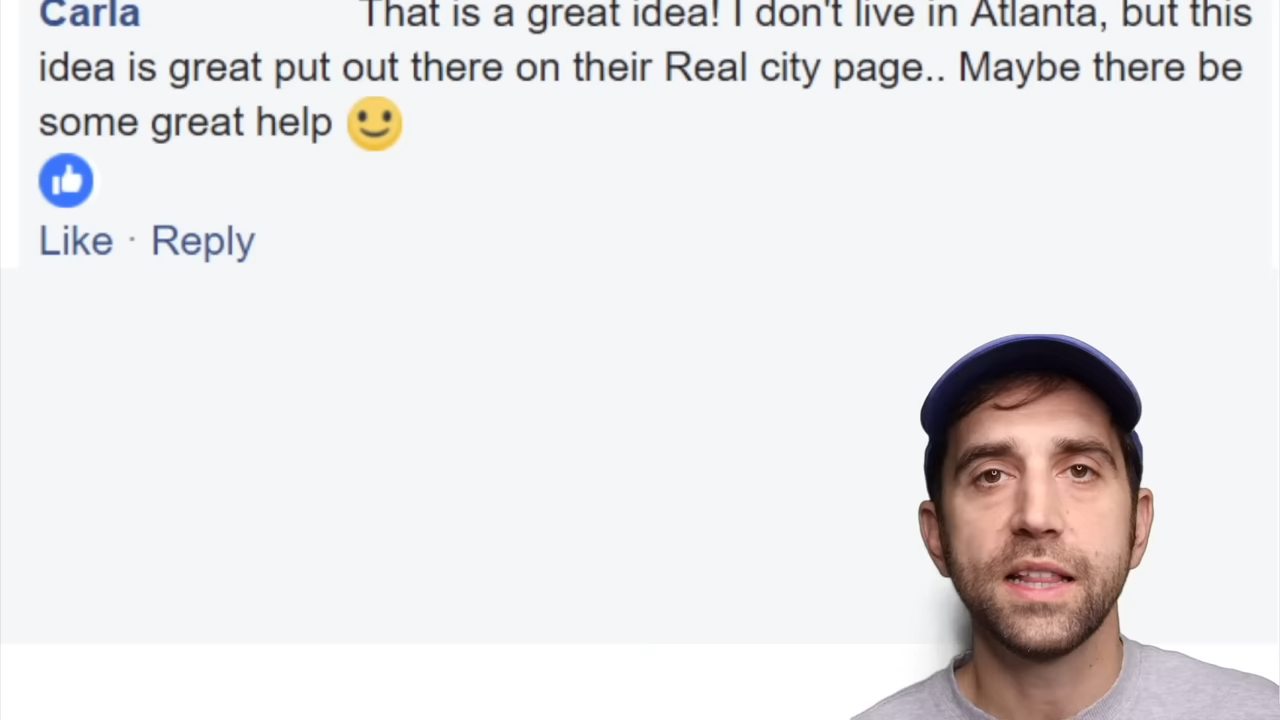 Carla That is a great idea! I don't live in Atlanta, but this
idea is great put out there on their Real city page.. Maybe there be
some great help 🙂
Like · Reply